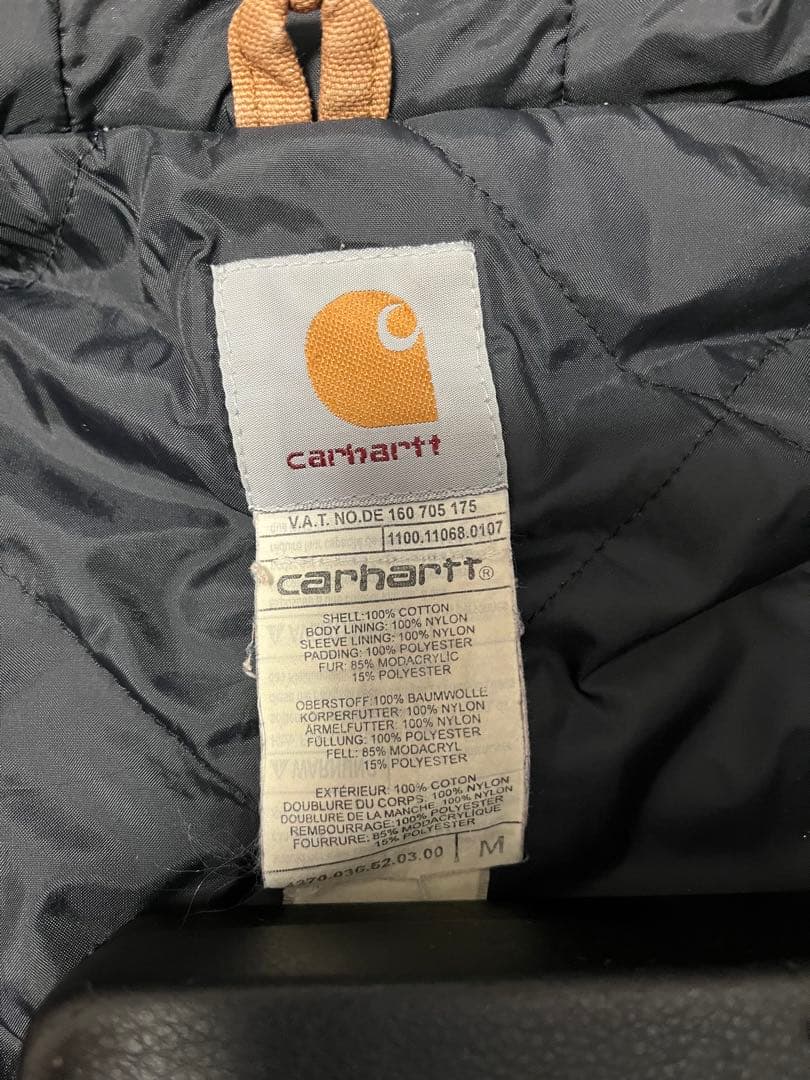 carhartt
V.A.T. NO.DE 160 705 175
1100.11068.0107
carhartt®
SHELL:100% COTTON
BODY LINING: 100% NYLON
SLEEVE LINING: 100% NYLON
PADDING: 100% POLYESTER
FUR: 85% MODACRYLIC
15% POLYESTER
OBERSTOFF:100% BAUMWOLLE
KÖRPERFUTTER: 100% NYLON
ÄRMELFUTTER: 100% NYLON
FÜLLUNG: 100% POLYESTER
FELL: 85% MODACRYL
15% POLYESTER
WARNUNG
EXTÉRIEUR: 100% COTON
DOUBLURE DU CORPS: 100% NYLON
DOUBLURE DE LA MANCHE :100% NYLON
REMBOURRAGE:100% POLYESTER
FOURRURE: 85% MODACRYLIQUE
15% POLYESTER
M